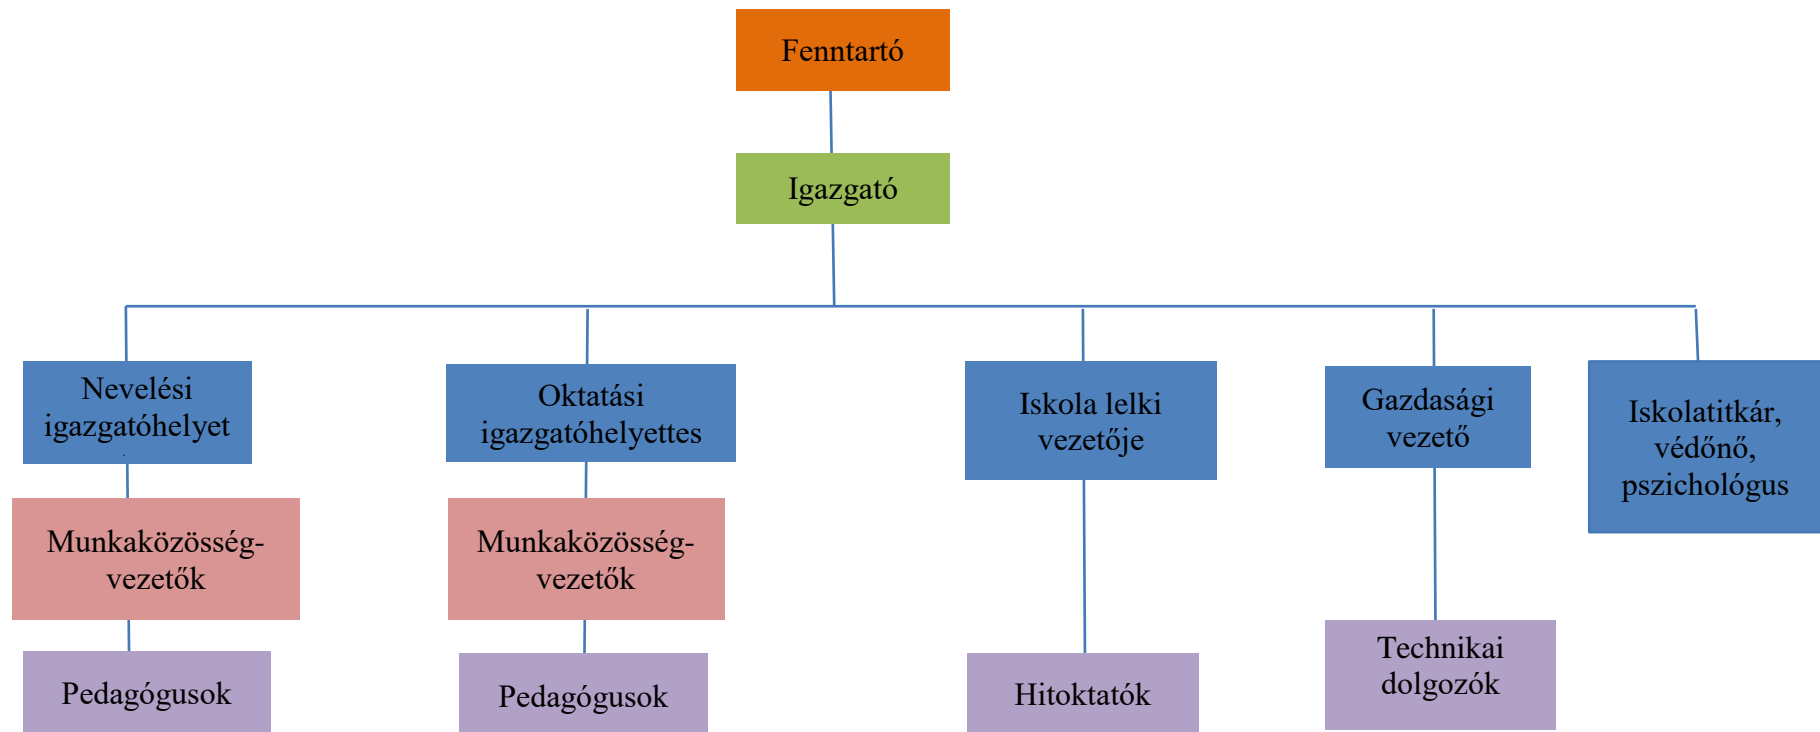 Fenntartó
Igazgató
Nevelési
igazgatóhelyet
Oktatási
igazgatóhelyettes
Iskola lelki
vezetője
Gazdasági
vezető
Iskolatitkár,
védőnő,
pszichológus
Munkaközösség-
vezetők
Munkaközösség-
vezetők
Pedagógusok
Pedagógusok
Hitoktatók
Technikai
dolgozók